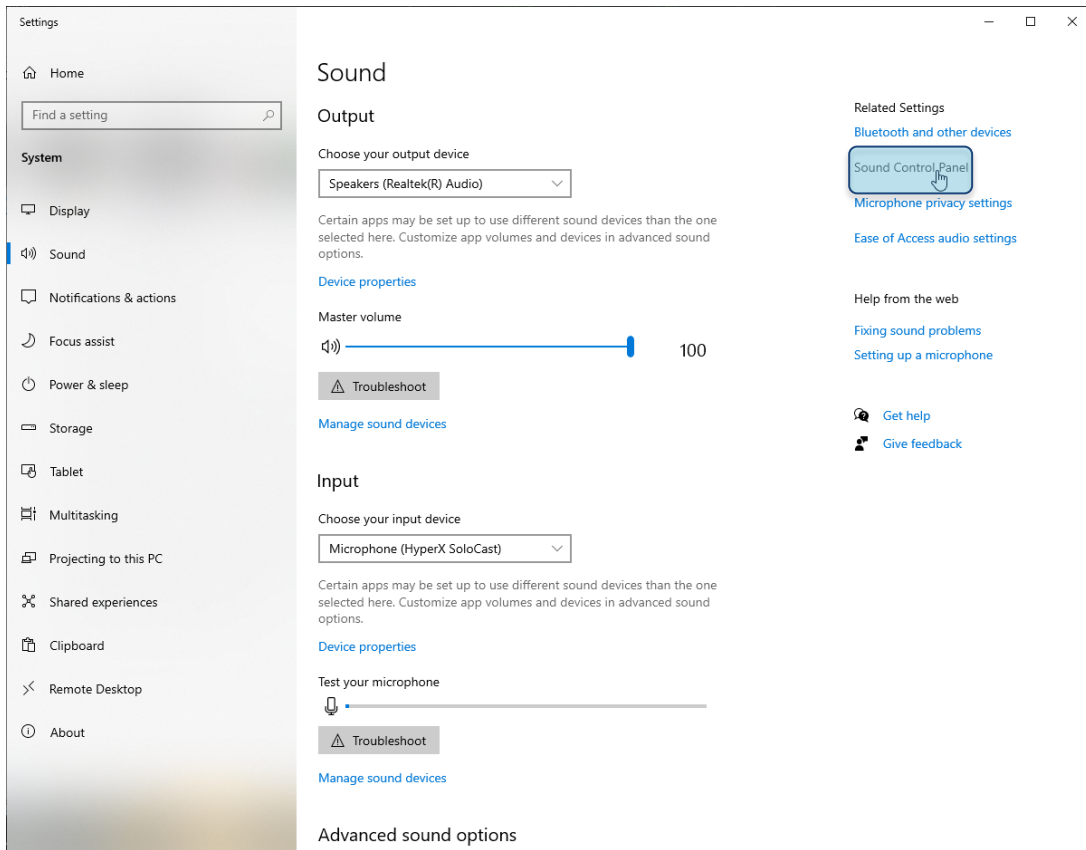 Settings
Home
Find a setting
System
Display
Sound
Notifications & actions
Focus assist
Power & sleep
Storage
Tablet
Multitasking
Projecting to this PC
Shared experiences
Clipboard
Remote Desktop
About
Sound
Output
Choose your output device
Speakers (Realtek(R) Audio)
Certain apps may be set up to use different sound devices than the one
selected here. Customize app volumes and devices in advanced sound
options.
Device properties
Master volume
100
Troubleshoot
Manage sound devices
Input
Choose your input device
Microphone (HyperX SoloCast)
Certain apps may be set up to use different sound devices than the one
selected here. Customize app volumes and devices in advanced sound
options.
Device properties
Test your microphone
Troubleshoot
Manage sound devices
Advanced sound options
Related Settings
Bluetooth and other devices
Sound Control Panel
Microphone privacy settings
Ease of Access audio settings
Help from the web
Fixing sound problems
Setting up a microphone
Get help
Give feedback